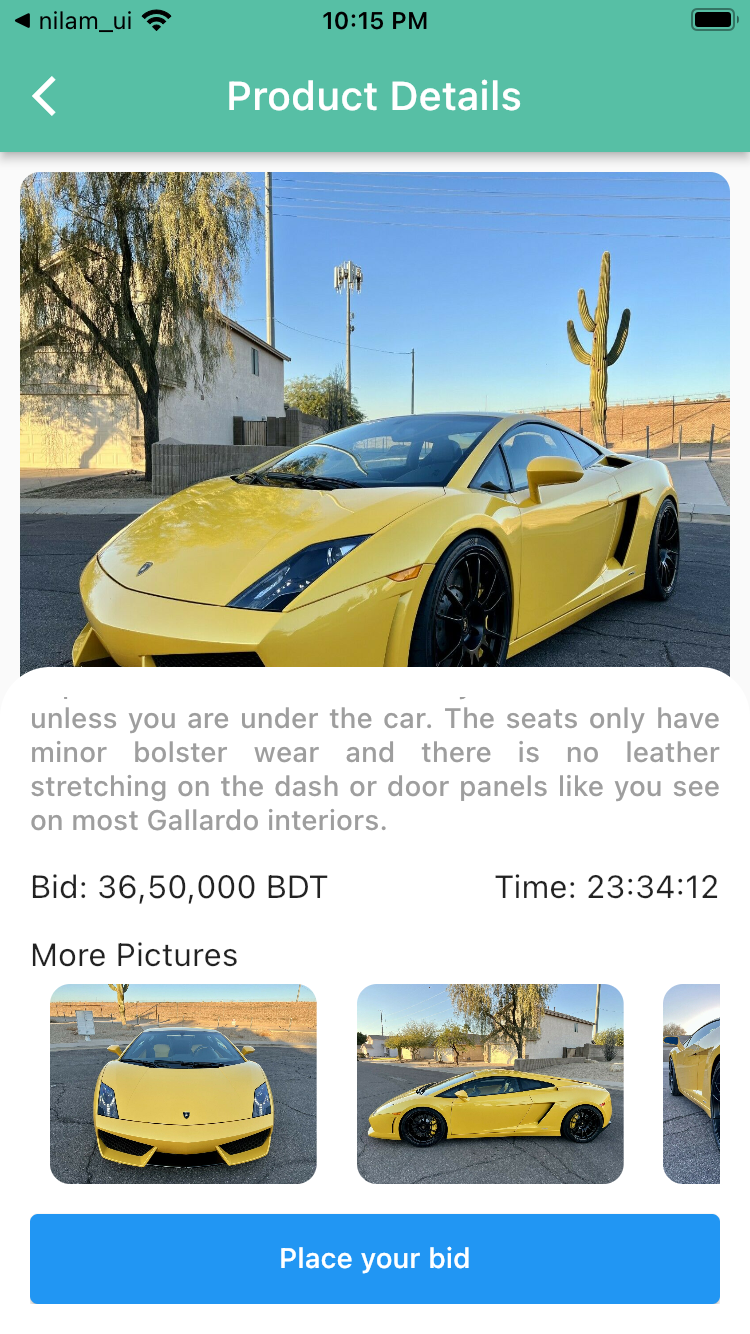 nilam_ui
10:15 PM
Product Details
unless you are under the car. The seats only have
minor bolster wear and there is no leather
stretching on the dash or door panels like you see
on most Gallardo interiors.
Bid: 36,50,000 BDT
Time: 23:34:12
More Pictures
Place your bid